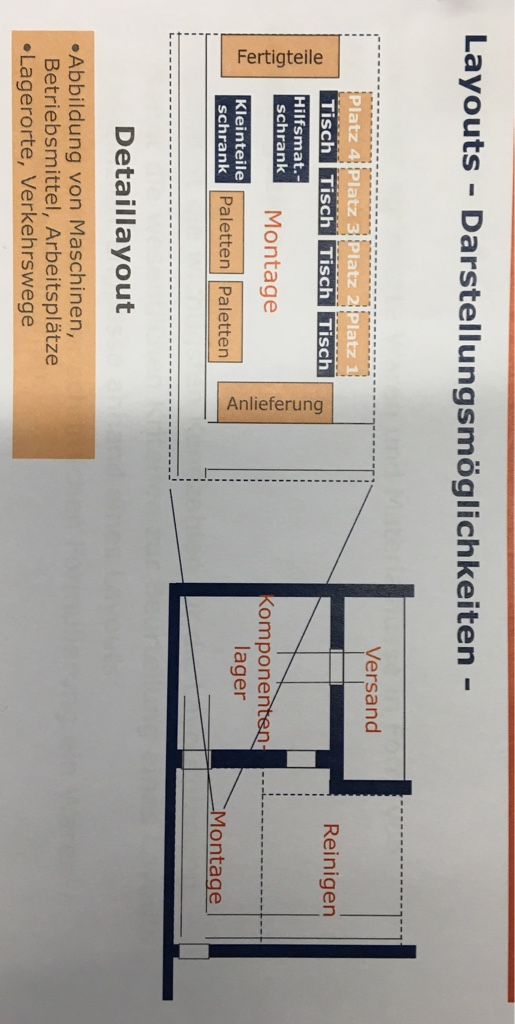 Layouts - Darstellungsmöglichkeiten -
Platz 4
Platz 3
Platz 2
Platz 1
Tisch
Tisch
Tisch
Tisch
Fertigteile
Hilfsmat.-
schrank
Montage
Kleinteile
schrank
Paletten
Paletten
Anlieferung
Versand
Komponenten-
lager
Reinigen
Montage
Detaillayout
•Abbildung von Maschinen,
Betriebsmittel, Arbeitsplätze
•Lagerorte, Verkehrswege